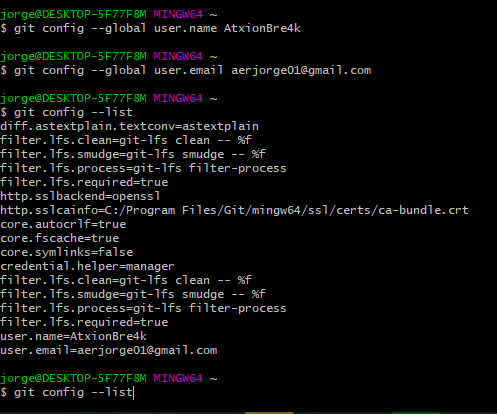 jorge@DESKTOP-5F77F8M MINGW64 ~
$ git config --global user.name AtxionBre4k
jorge@DESKTOP-5F77F8M MINGW64 ~
$ git config --global user.email aerjorge01@gmail.com
jorge@DESKTOP-5F77F8M MINGW64 ~
$ git config --list
diff.astextplain.textconv=astextplain
filter.lfs.clean=git-lfs clean -- %f
filter.lfs.smudge=git-lfs smudge -- %f
filter.lfs.process=git-lfs filter-process
filter.lfs.required=true
http.sslbackend=openssl
http.sslcainfo=C:/Program Files/Git/mingw64/ssl/certs/ca-bundle.crt
core.autocrlf=true
core.fscache=true
core.symlinks=false
credential.helper=manager
filter.lfs.clean=git-lfs clean -- %f
filter.lfs.smudge=git-lfs smudge -- %f
filter.lfs.process=git-lfs filter-process
filter.lfs.required=true
user.name=AtxionBre4k
user.email=aerjorge01@gmail.com
jorge@DESKTOP-5F77F8M MINGW64 ~
$ git config --list